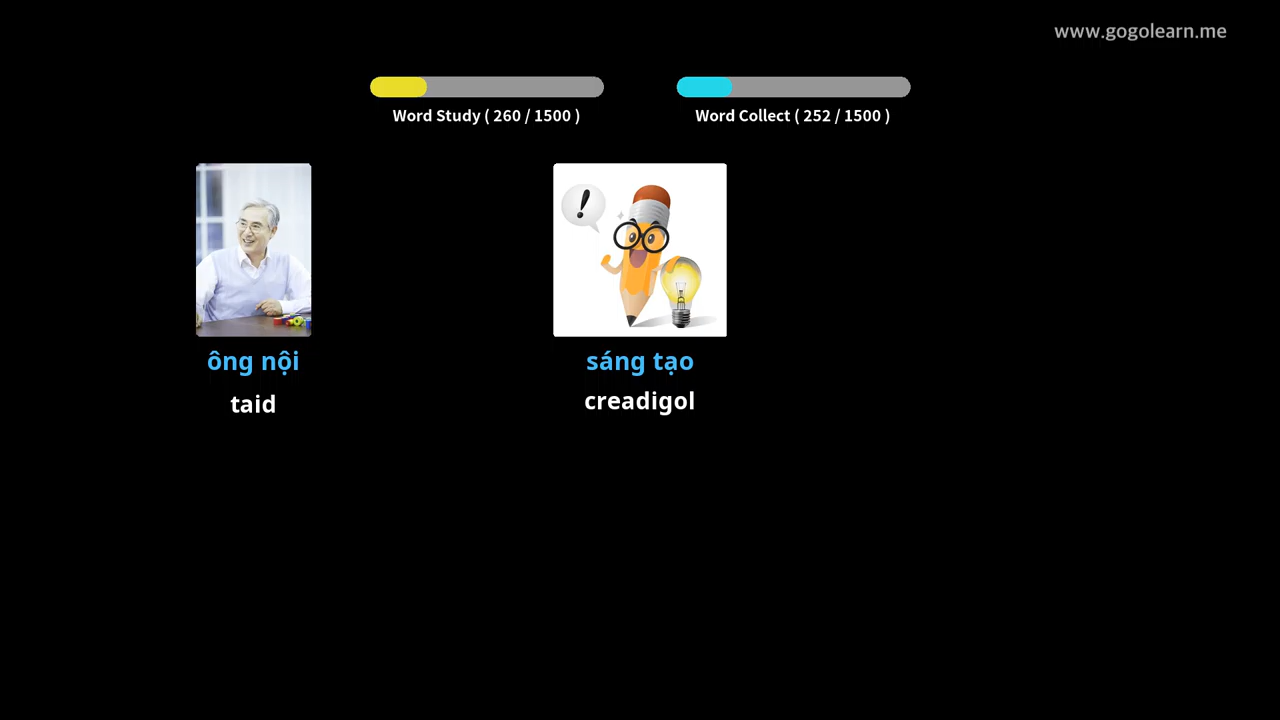 www.gogolearn.me
Word Study ( 260 / 1500 )
Word Collect ( 252 / 1500 )
!
ông nội
taid
sáng tạo
creadigol